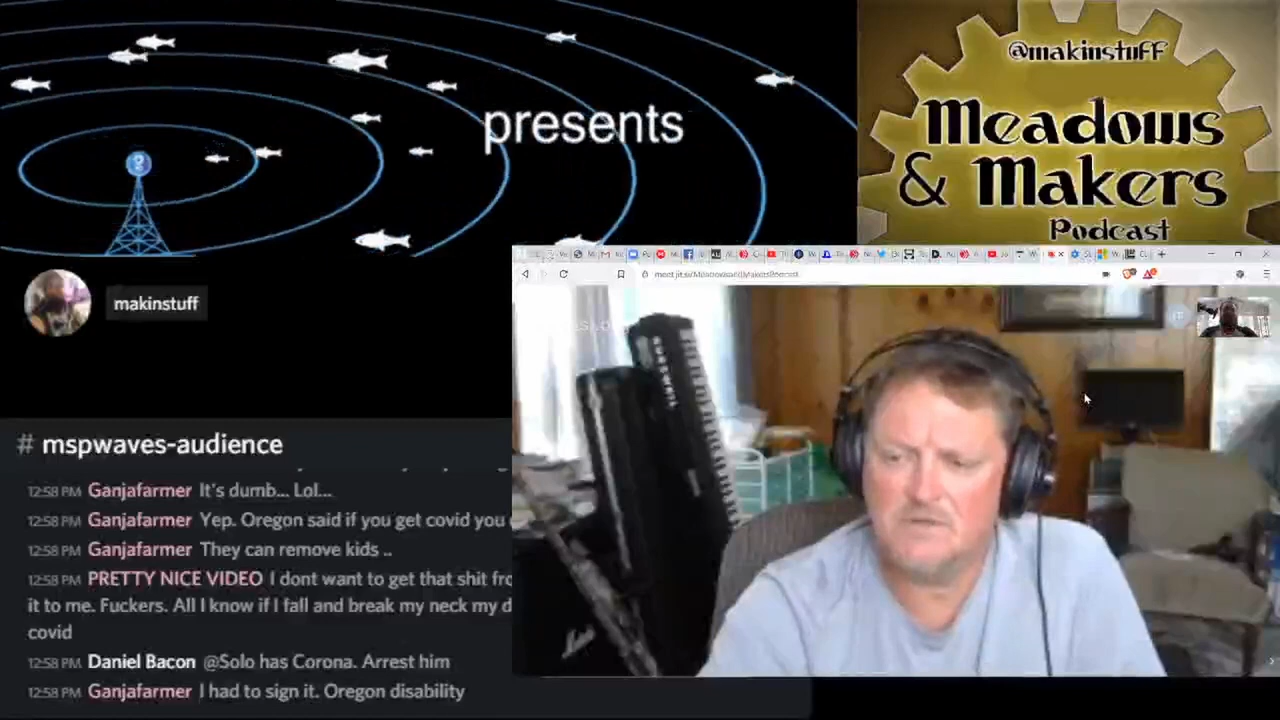 presents
@makinstuff
Meadows
& Makers
Podcast
makinstuff
# mspwaves-audience
12:58 PM Ganjafarmer It's dumb... Lol...
12:58 PM Ganjafarmer Yep. Oregon said if you get covid you
12:58 PM Ganjafarmer They can remove kids ..
12:58 PM PRETTY NICE VIDEO I dont want to get that shit fro
it to me. Fuckers. All I know if I fall and break my neck my d
covid
12:58 PM Daniel Bacon @Solo has Corona. Arrest him
12:58 PM Ganjafarmer I had to sign it. Oregon disability